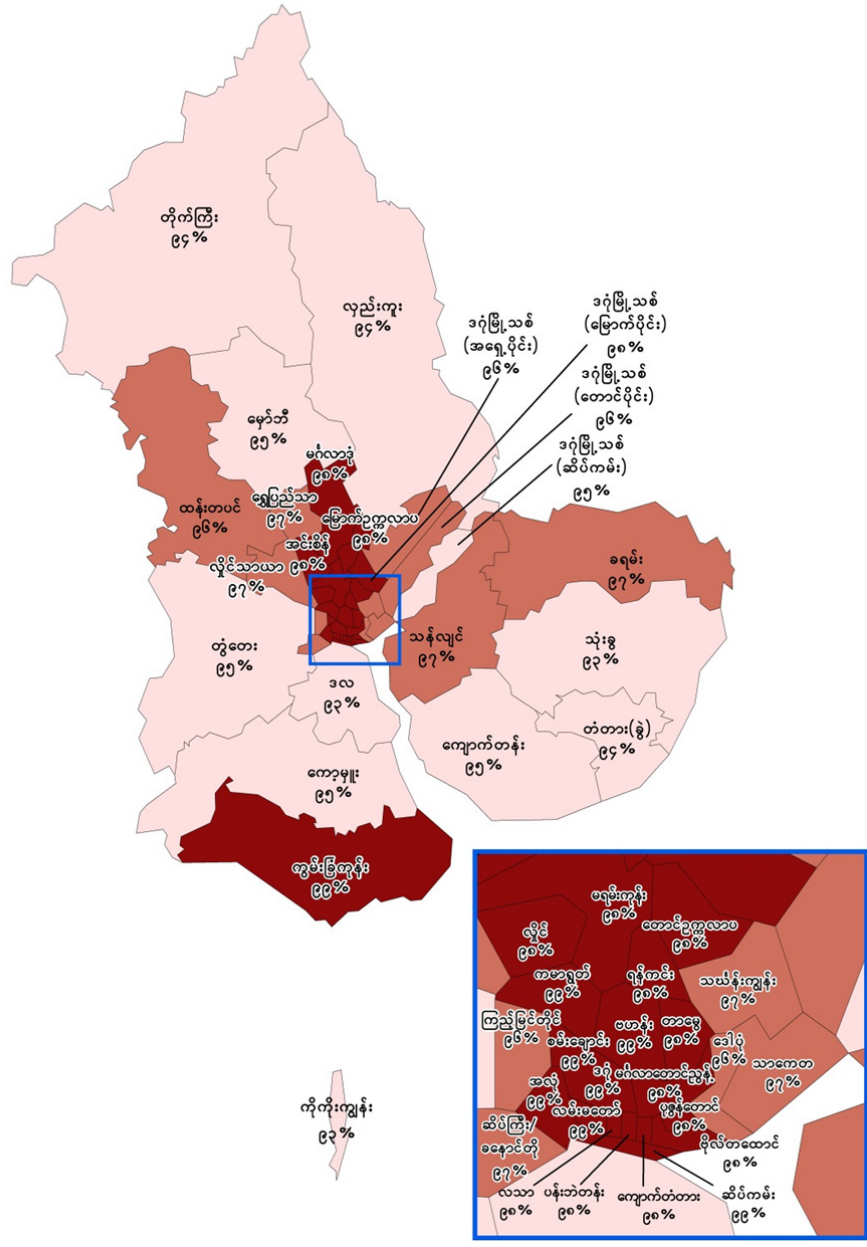 တိုက်ကြီး
၉၄%
လှည်းကူး
၉၄%
ဒဂုံမြို့သစ်
(အရှေ့ပိုင်း)
၉၆%
ဒဂုံမြို့သစ်
(မြောက်ပိုင်း)
၉၈%
ဒဂုံမြို့သစ်
(တောင်ပိုင်း)
၉၆%
ဒဂုံမြို့သစ်
(ဆိပ်ကမ်း)
၉၅%
မှော်ဘီ
၉၅%
မင်္ဂလာဒုံ
၉၈%
ရွှေပြည်သာ
၉၇%
မြောက်ဥက္ကလာပ
၉၈%
ထန်းတပင်
၉၆%
အင်းစိန်
၉၈%
လှိုင်သာယာ
၉၇%
ခရမ်း
၉၇%
သန်လျင်
၉၇%
သုံးခွ
၉၃%
တွံတေး
၉၅%
ဒလ
၉၃%
ကျောက်တန်း
၉၅%
တံတား(ခွဲ)
၉၄%
ကော့မှူး
၉၅%
ကွမ်းခြံကုန်း
၉၉%
ကိုကိုးကျွန်း
၉၃%
မရမ်းကုန်း
၉၈%
လှိုင်
၉၈%
တောင်ဥက္ကလာပ
၉၈%
ကမာရွတ်
၉၉%
ရန်ကင်း
၉၈%
သင်္ဃန်းကျွန်း
၉၇%
ကြည့်မြင်တိုင်
၉၆%
စမ်းချောင်း
၉၉%
ဗဟန်း
၉၉%
တာမွေ
၉၈%
ဒေါပုံ
၉၆%
သာကေတ
၉၇%
အလုံ
၉၉%
ဒဂုံ
၉၉%
မင်္ဂလာတောင်ညွန့်
၉၈%
လမ်းမတော်
၉၉%
ပုဇွန်တောင်
၉၈%
ဆိပ်ကြီး/
ခနောင်တို
၉၇%
ဗိုလ်တထောင်
၉၈%
လသာ
၉၈%
ပန်းဘဲတန်း
၉၈%
ကျောက်တံတား
၉၈%
ဆိပ်ကမ်း
၉၉%